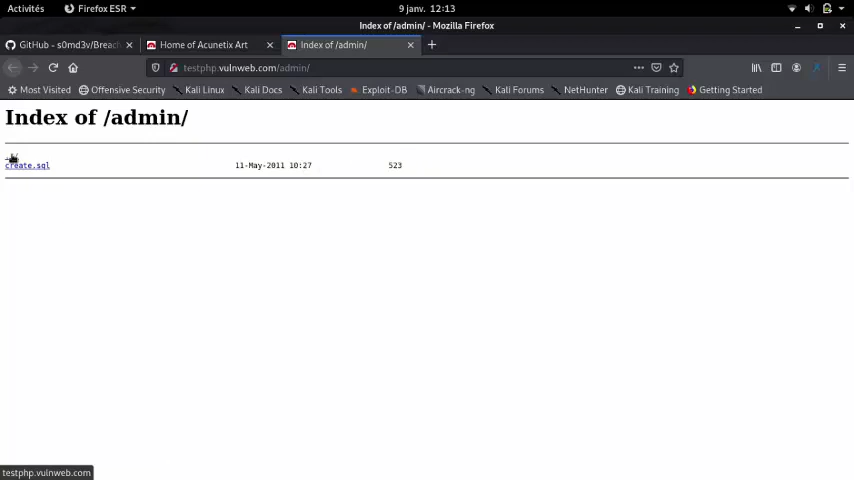 Activités Firefox ESR 9 janv. 12:13
Index of /admin/ - Mozilla Firefox
GitHub - s0md3v/Breach Home of Acunetix Art Index of /admin/
testphp.vulnweb.com/admin/
Most Visited Offensive Security Kali Linux Kali Docs Kali Tools Exploit-DB Aircrack-ng Kali Forums NetHunter Kali Training Getting Started
Index of /admin/
create.sql 11-May-2011 10:27 523
testphp.vulnweb.com